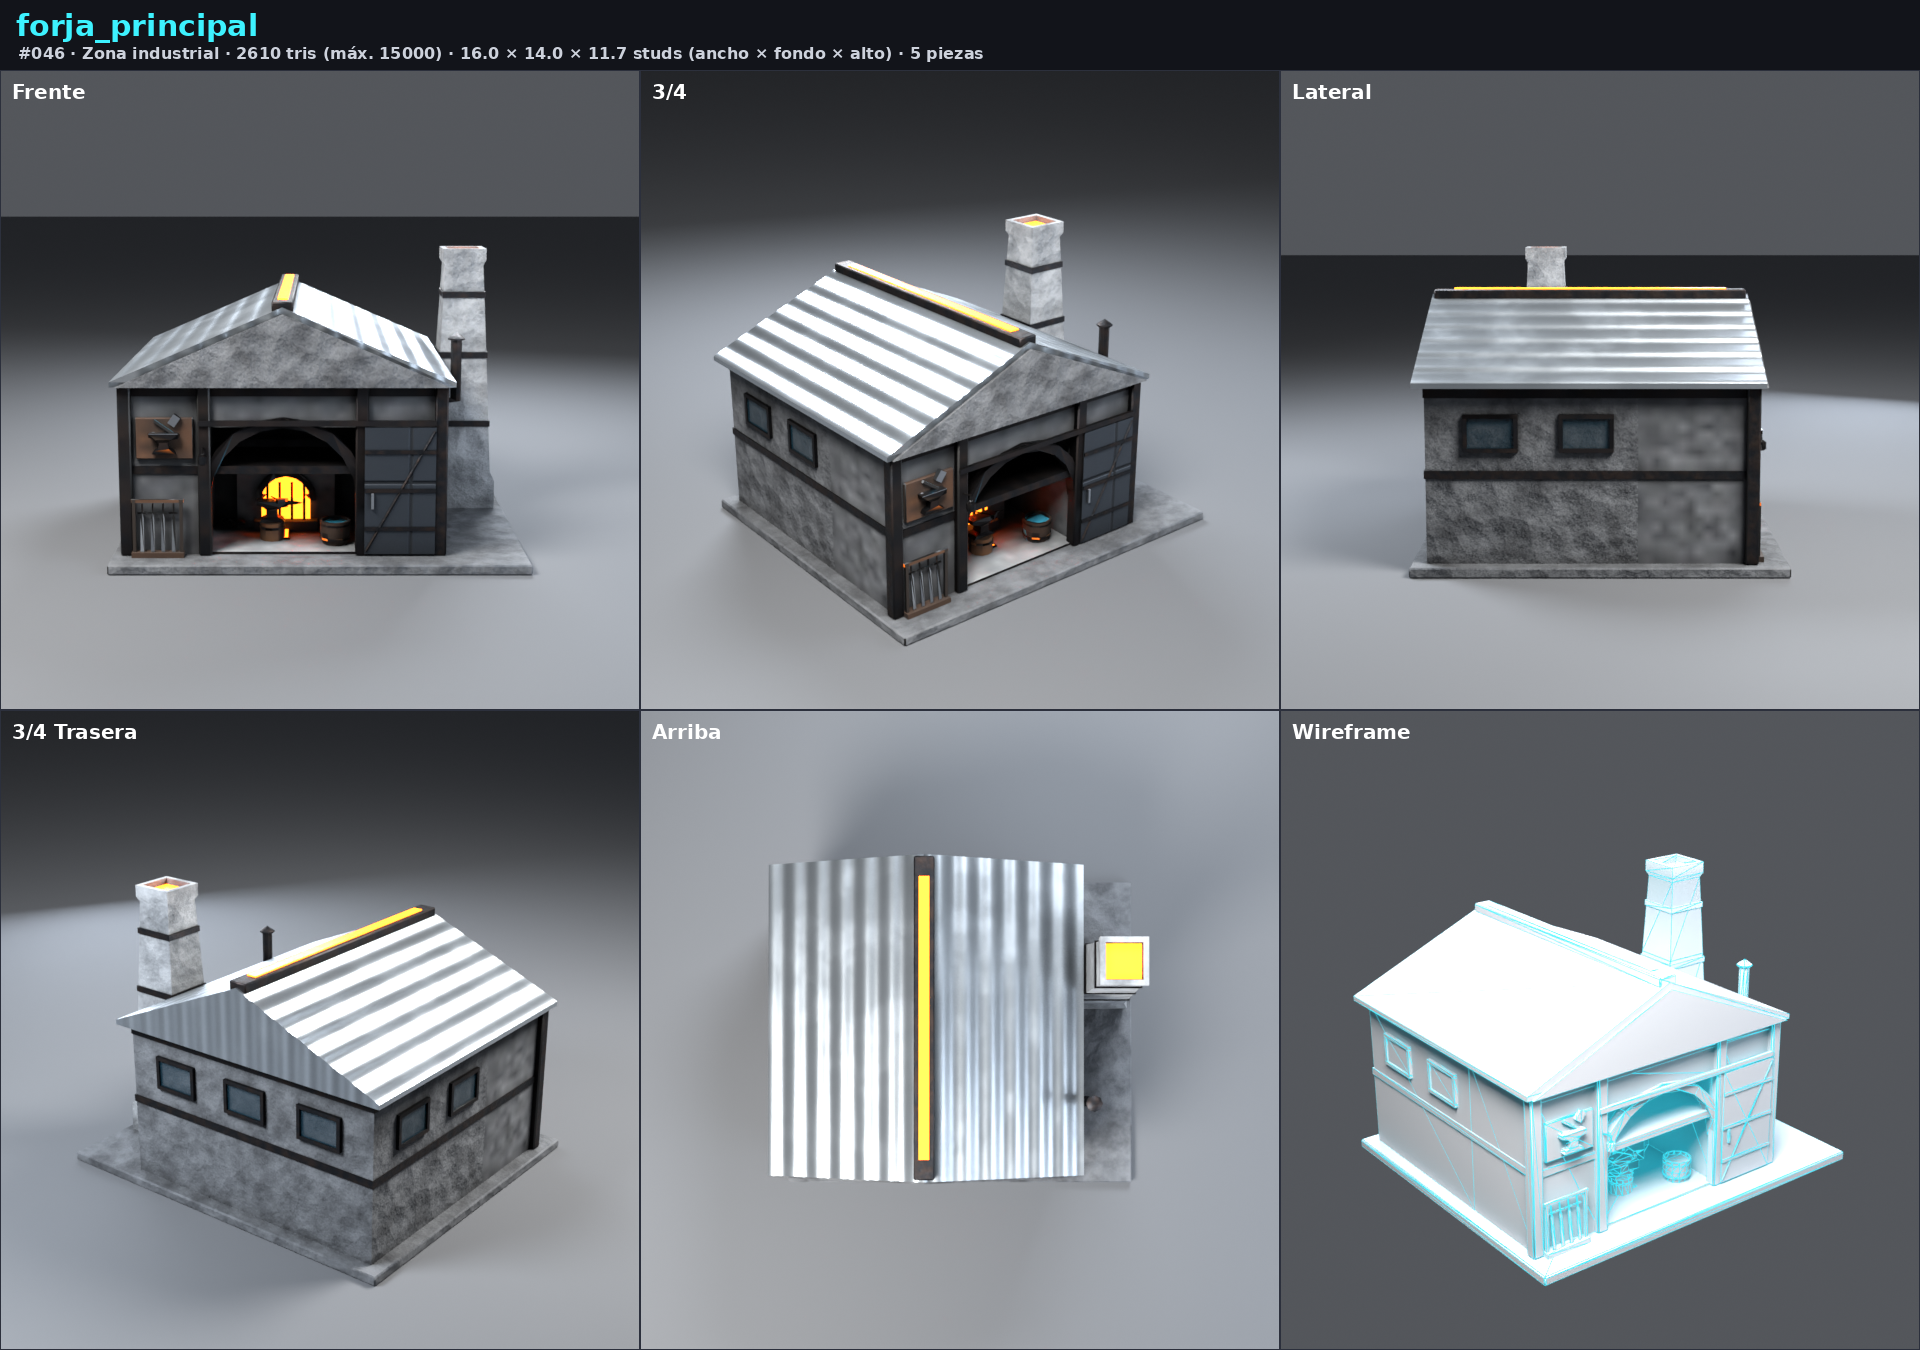 forja_principal
#046 · Zona industrial · 2610 tris (máx. 15000) · 16.0 × 14.0 × 11.7 studs (ancho × fondo × alto) · 5 piezas
Frente
3/4
Lateral
3/4 Trasera
Arriba
Wireframe